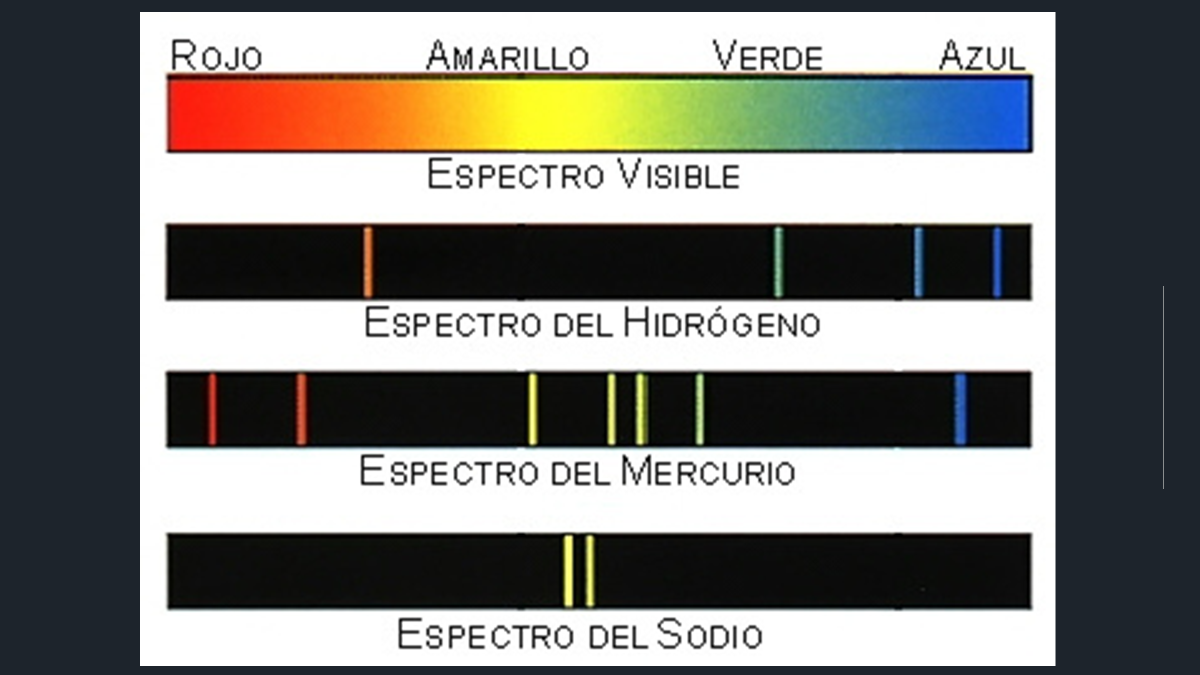 ROJO AMARILLO VERDE AZUL
ESPECTRO VISIBLE
ESPECTRO DEL HIDRÓGENO
ESPECTRO DEL MERCURIO
ESPECTRO DEL SODIO